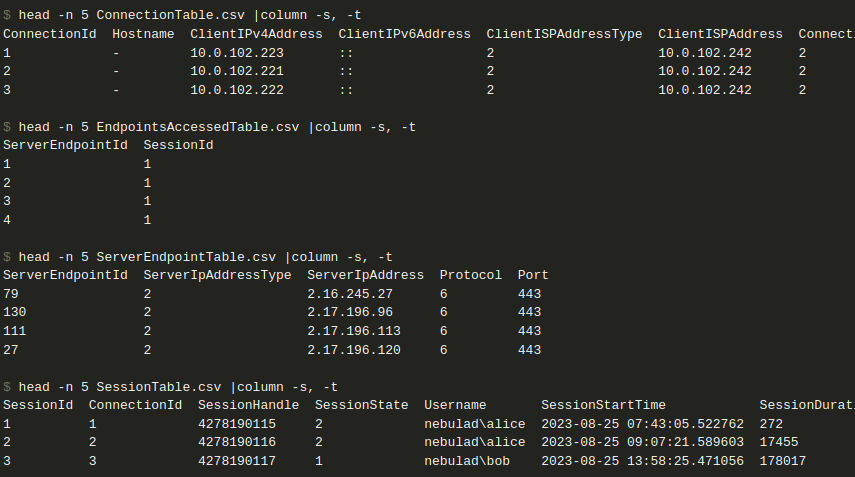 $ head -n 5 ConnectionTable.csv |column -s, -t
ConnectionId  Hostname  ClientIPv4Address  ClientIPv6Address  ClientISPAddressType  ClientISPAddress  Connecti
1             -         10.0.102.223       ::                 2                     10.0.102.242      2
2             -         10.0.102.221       ::                 2                     10.0.102.242      2
3             -         10.0.102.222       ::                 2                     10.0.102.242      2
$ head -n 5 EndpointsAccessedTable.csv |column -s, -t
ServerEndpointId  SessionId
1                 1
2                 1
3                 1
4                 1
$ head -n 5 ServerEndpointTable.csv |column -s, -t
ServerEndpointId  ServerIpAddressType  ServerIpAddress  Protocol  Port
79                2                    2.16.245.27      6         443
130               2                    2.17.196.96      6         443
111               2                    2.17.196.113     6         443
27                2                    2.17.196.120     6         443
$ head -n 5 SessionTable.csv |column -s, -t
SessionId  ConnectionId  SessionHandle  SessionState  Username       SessionStartTime            SessionDurati
1          1             4278190115     2             nebulad\alice  2023-08-25 07:43:05.522762  272
2          2             4278190116     2             nebulad\alice  2023-08-25 09:07:21.589603  17455
3          3             4278190117     1             nebulad\bob    2023-08-25 13:58:25.471056  178017